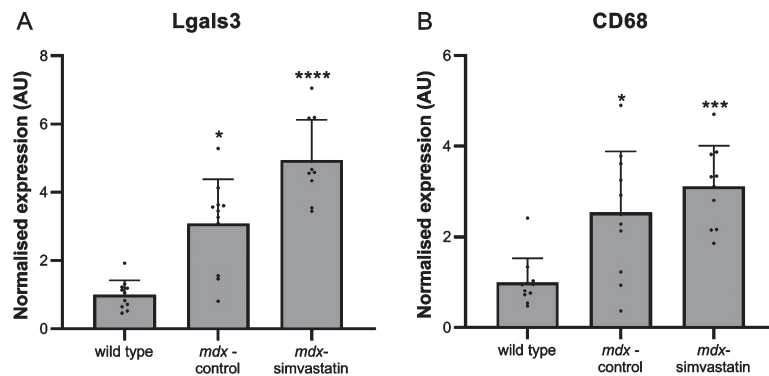 A
Lgals3
Normalised expression (AU)
8
6
4
2
0
*
****
wild type
mdx -
control
mdx-
simvastatin
B
CD68
Normalised expression (AU)
6
4
2
0
*
***
wild type
mdx -
control
mdx-
simvastatin